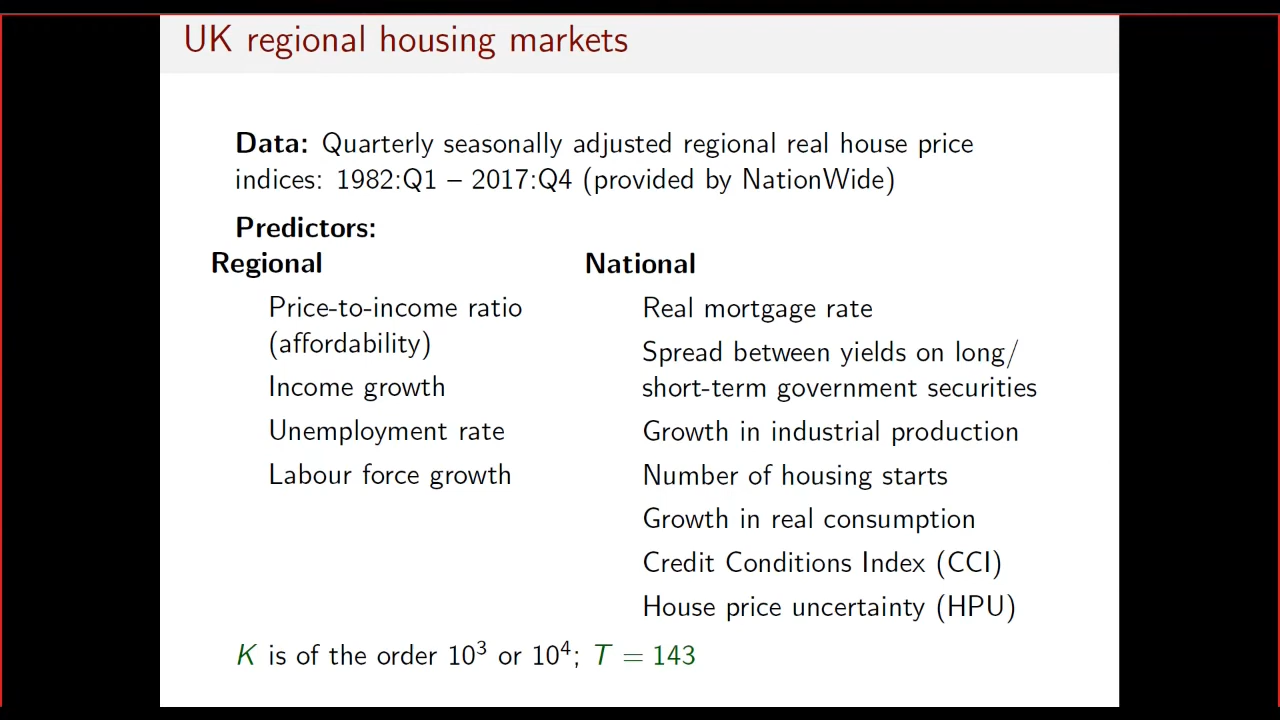 UK regional housing markets
Data: Quarterly seasonally adjusted regional real house price
indices: 1982:Q1 – 2017:Q4 (provided by NationWide)
Predictors:
Regional
Price-to-income ratio
(affordability)
Income growth
Unemployment rate
Labour force growth
National
Real mortgage rate
Spread between yields on long/
short-term government securities
Growth in industrial production
Number of housing starts
Growth in real consumption
Credit Conditions Index (CCI)
House price uncertainty (HPU)
K is of the order 10³ or 10⁴; T = 143